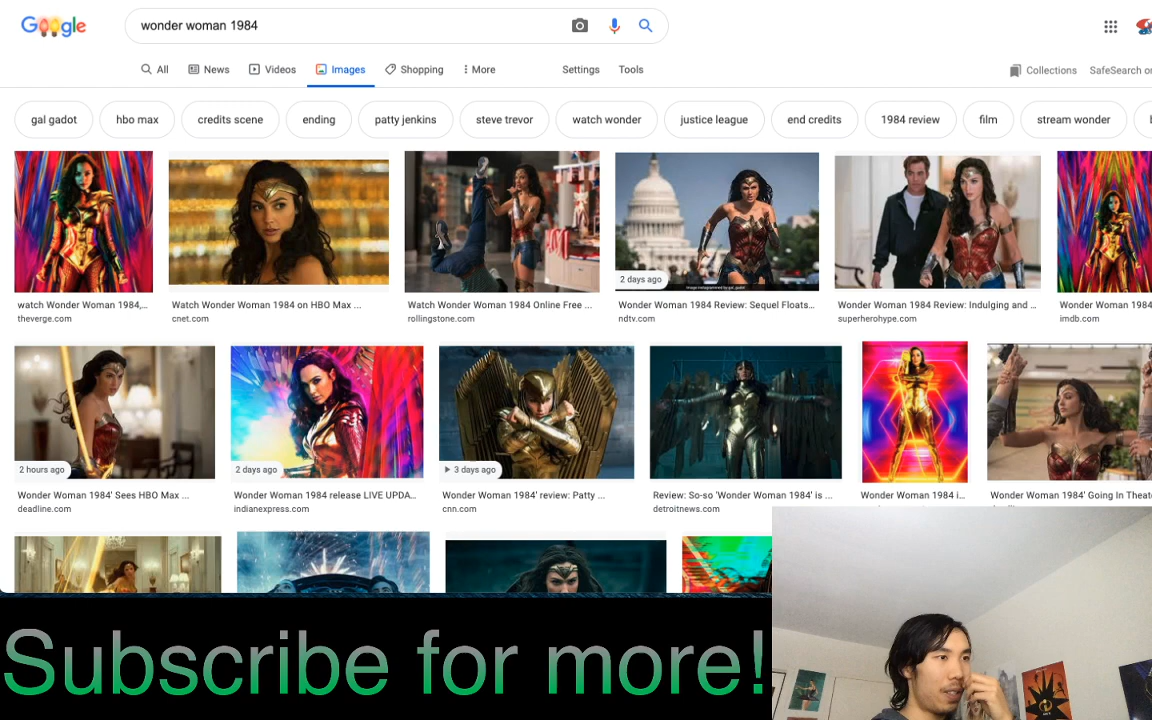 Google
wonder woman 1984
All News Videos Images Shopping More Settings Tools
Collections SafeSearch on
gal gadot hbo max credits scene ending patty jenkins steve trevor watch wonder justice league end credits 1984 review film stream wonder
2 days ago
watch Wonder Woman 1984,... Watch Wonder Woman 1984 on HBO Max ... Watch Wonder Woman 1984 Online Free ... Wonder Woman 1984 Review: Sequel Floats... Wonder Woman 1984 Review: Indulging and ... Wonder Woman 1984
theverge.com cnet.com rollingstone.com ndtv.com superherohype.com imdb.com
2 hours ago 2 days ago 3 days ago
Wonder Woman 1984' Sees HBO Max ... Wonder Woman 1984 release LIVE UPDA... Wonder Woman 1984' review: Patty ... Review: So-so 'Wonder Woman 1984' is ... Wonder Woman 1984 i... Wonder Woman 1984' Going In Theate
deadline.com indianexpress.com cnn.com detroitnews.com
Subscribe for more!